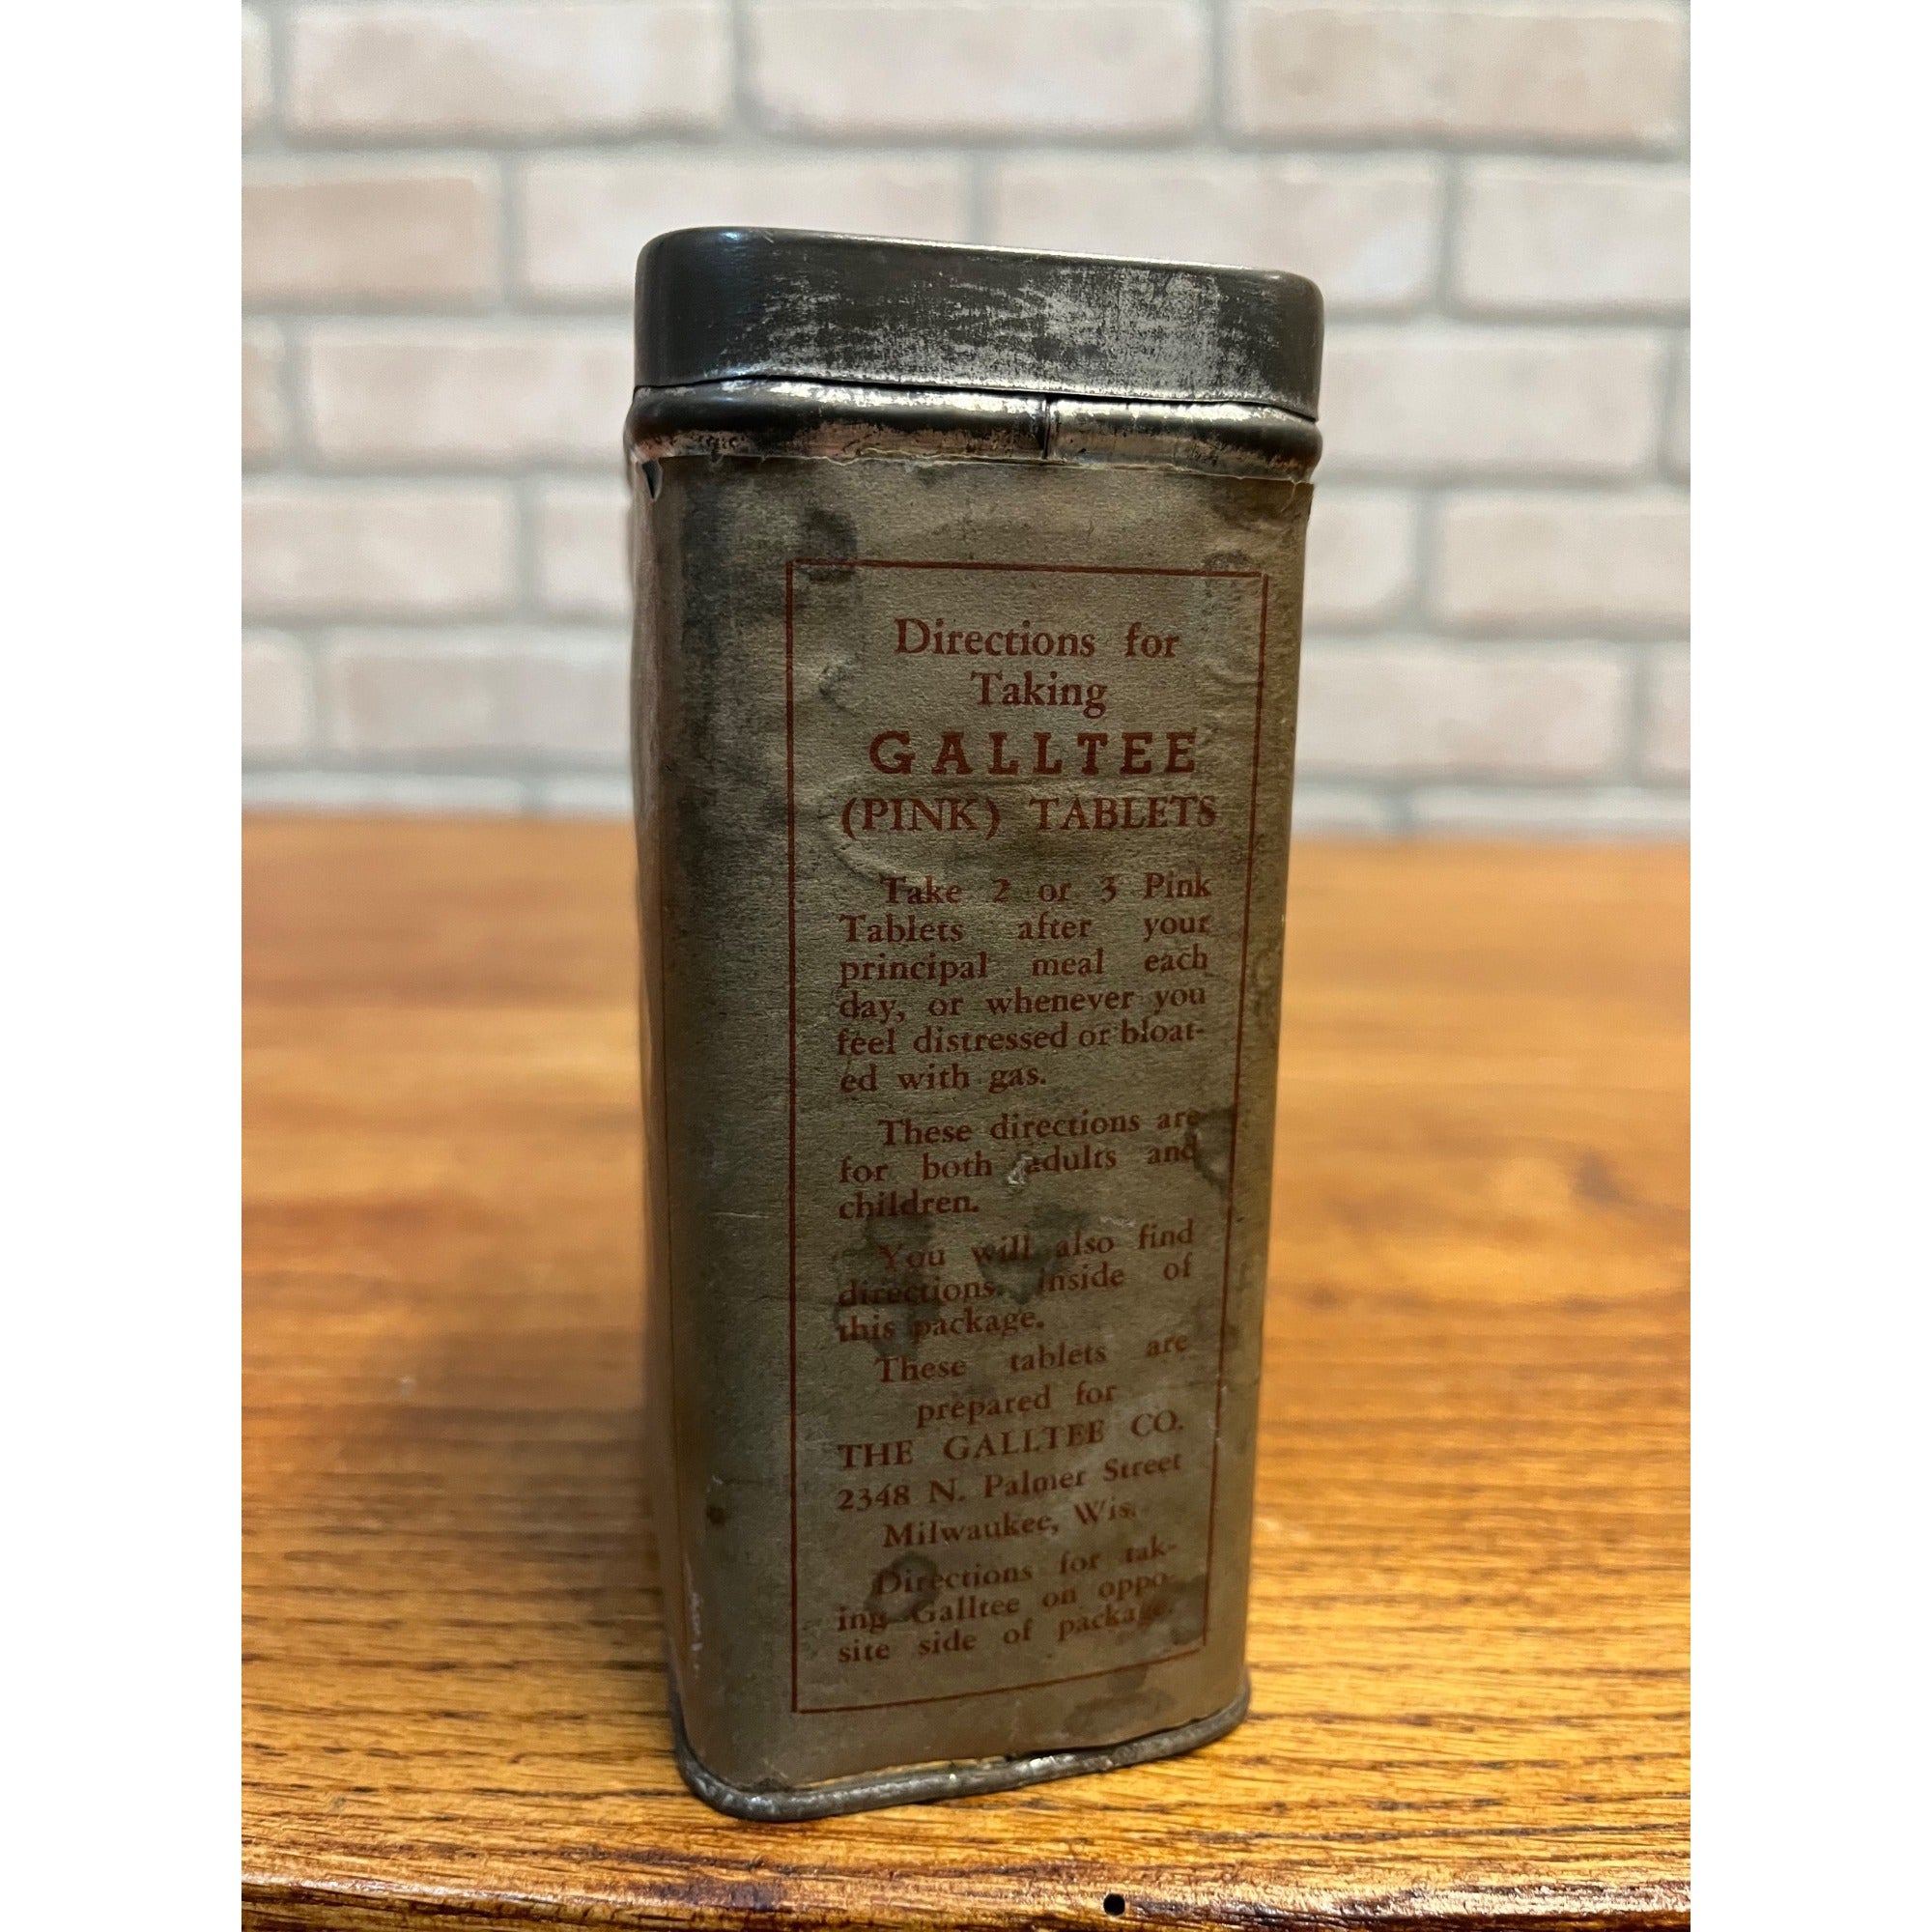 Directions for
Taking
GALLTEE
(PINK) TABLETS
Take 2 or 3 Pink
Tablets after your
principal meal each
day, or whenever you
feel distressed or bloat-
ed with gas.
These directions are
for both adults and
children.
You will also find
directions inside of
this package.
These tablets are
prepared for
THE GALLTEE CO.
2348 N. Palmer Street
Milwaukee, Wis.
Directions for tak-
ing Galltee on oppo-
site side of package.